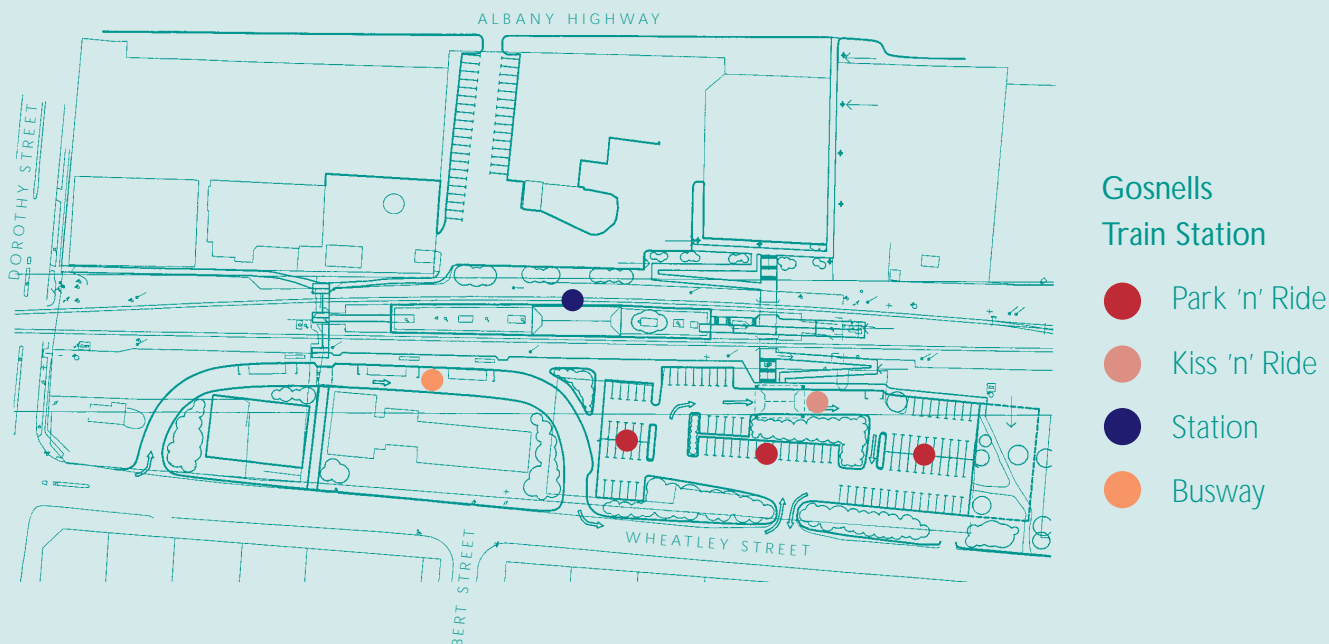 ALBANY HIGHWAY
DOROTHY STREET
Gosnells
Train Station
Park 'n' Ride
Kiss 'n' Ride
Station
Busway
WHEATLEY STREET
BERT STREET